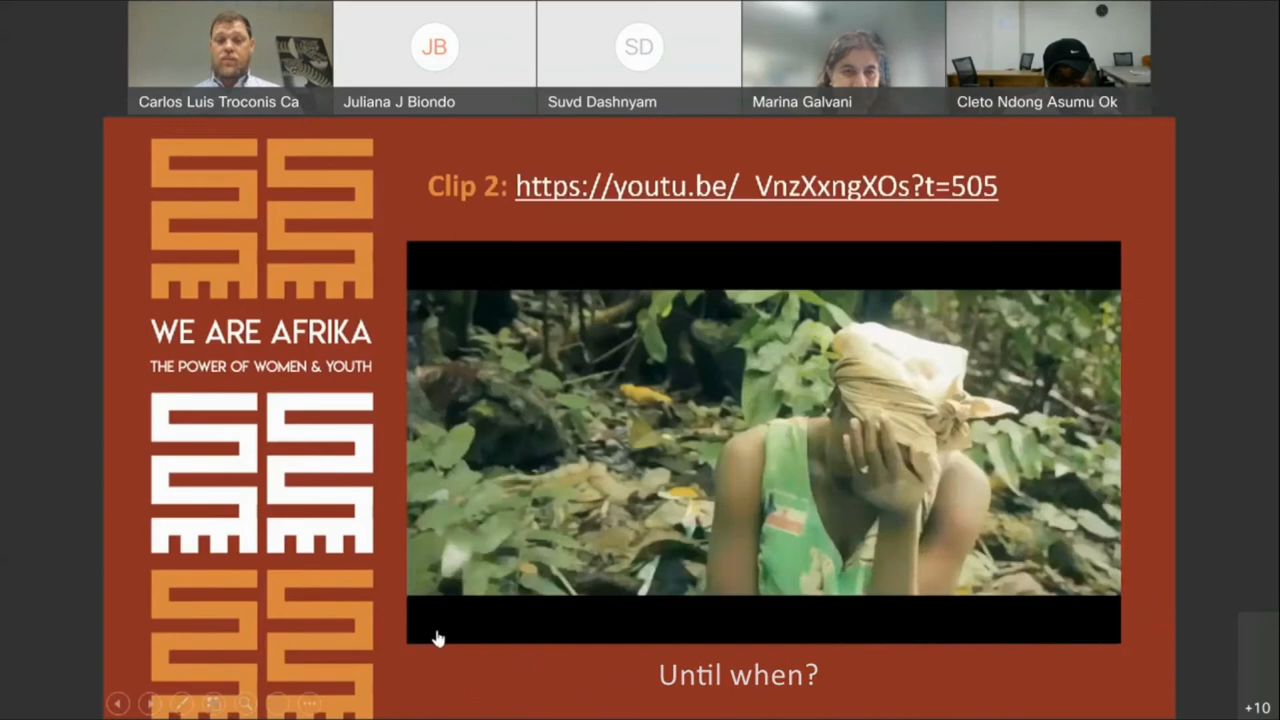 JB
SD
Carlos Luis Troconis Ca
Juliana J Biondo
Suvd Dashnyam
Marina Galvani
Cleto Ndong Asumu Ok
Clip 2: https://youtu.be/_VnzXxngXOs?t=505
WE ARE AFRIKA
THE POWER OF WOMEN & YOUTH
Until when?
+10